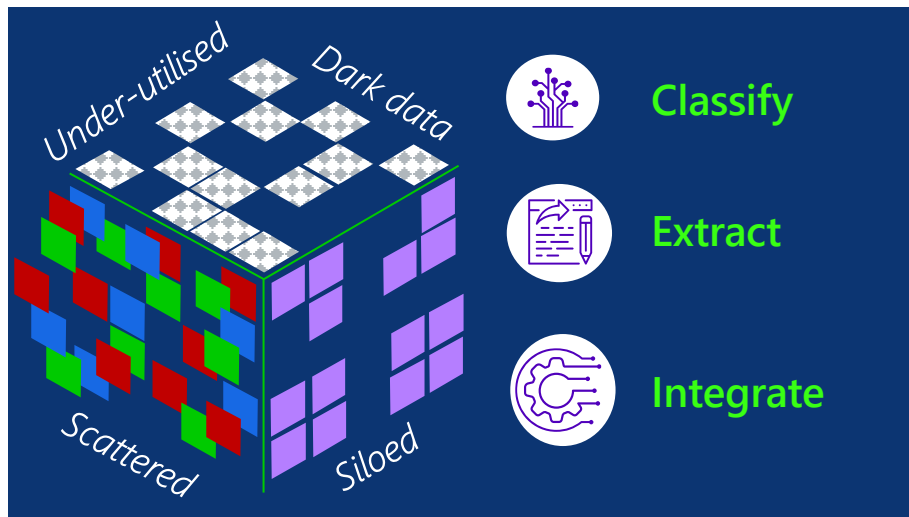 Under-utilised
Dark data
Scattered
Siloed
Classify
Extract
Integrate